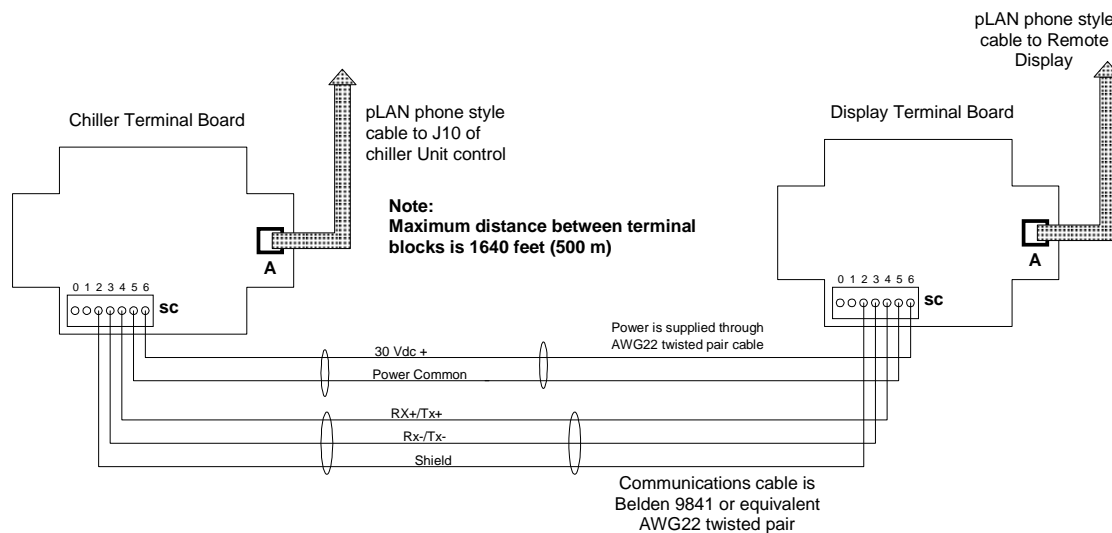 pLAN phone style
cable to Remote
Display
Chiller Terminal Board
pLAN phone style
cable to J10 of
chiller Unit control
Display Terminal Board
Note:
Maximum distance between terminal
blocks is 1640 feet (500 m)
A
A
0 1 2 3 4 5 6
sc
0 1 2 3 4 5 6
sc
Power is supplied through
AWG22 twisted pair cable
30 Vdc +
Power Common
RX+/Tx+
Rx-/Tx-
Shield
Communications cable is
Belden 9841 or equivalent
AWG22 twisted pair